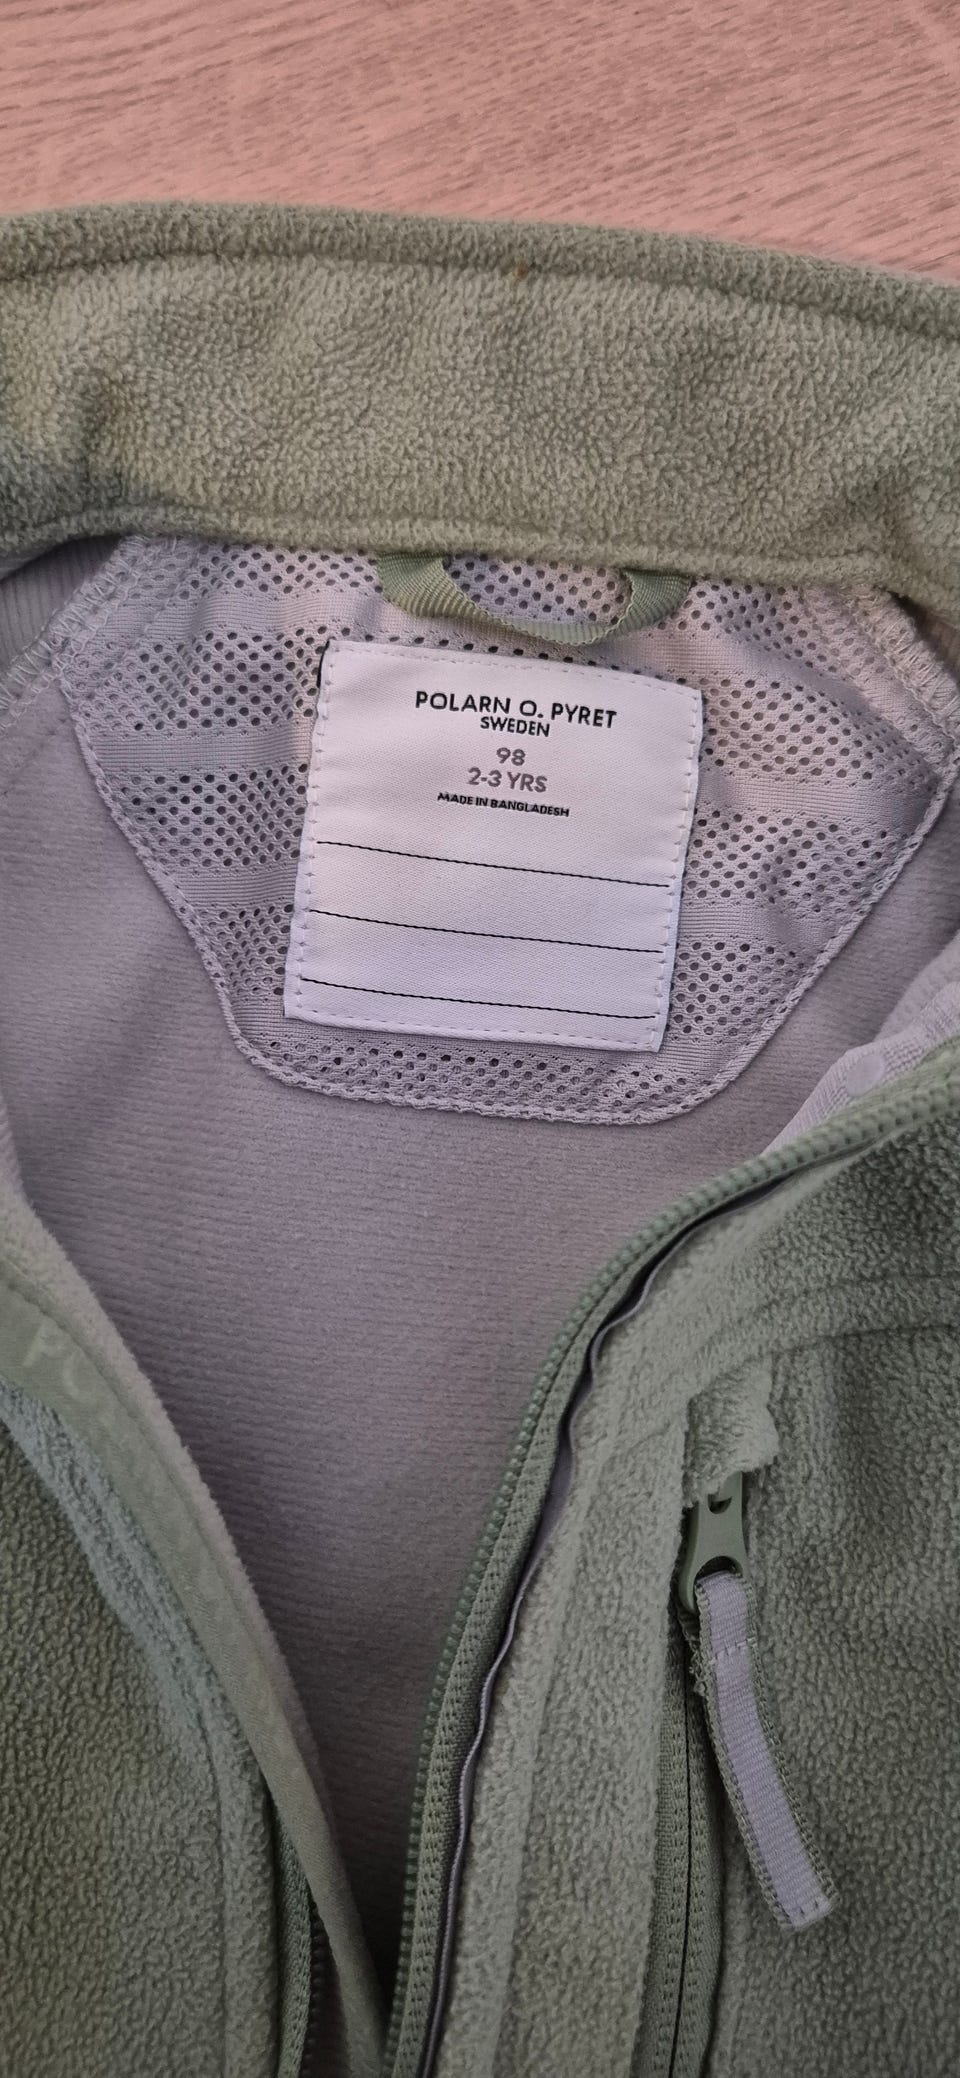 POLARN O. PYRET
SWEDEN
98
2-3 YRS
MADE IN BANGLADESH